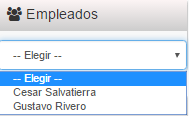 Empleados
-- Elegir --
-- Elegir --
Cesar Salvatierra
Gustavo Rivero